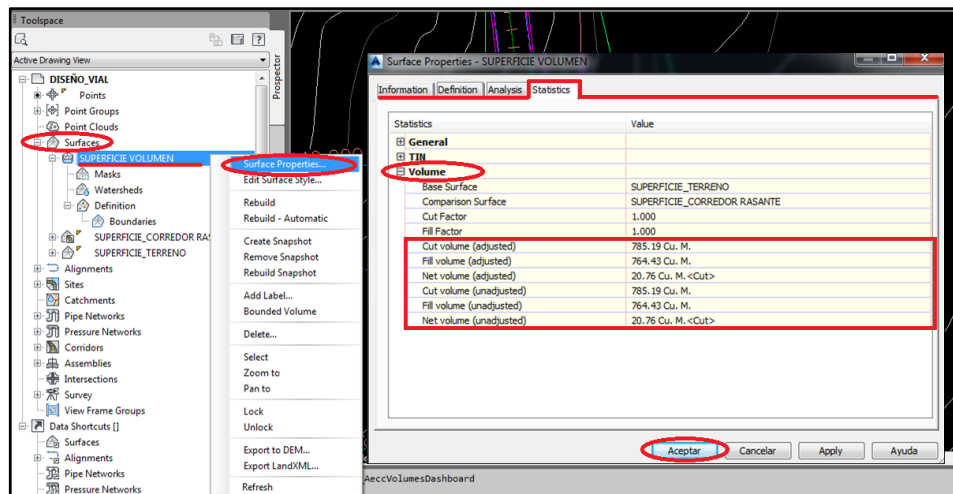 Toolspace
Active Drawing View
Prospector
DISEÑO_VIAL
Points
Point Groups
Point Clouds
Surfaces
SUPERFICIE VOLUMEN
Masks
Watersheds
Definition
Boundaries
SUPERFICIE_CORREDOR RAS
SUPERFICIE_TERRENO
Alignments
Sites
Catchments
Pipe Networks
Pressure Networks
Corridors
Assemblies
Intersections
Survey
View Frame Groups
Data Shortcuts []
Surfaces
Alignments
Pipe Networks
Pressure Networks
Surface Properties...
Edit Surface Style...
Rebuild
Rebuild - Automatic
Create Snapshot
Remove Snapshot
Rebuild Snapshot
Add Label...
Bounded Volume
Delete...
Select
Zoom to
Pan to
Lock
Unlock
Export to DEM...
Export LandXML...
Refresh
Surface Properties - SUPERFICIE VOLUMEN
Information Definition Analysis Statistics
Statistics Value
General
TIN
Volume
Base Surface SUPERFICIE_TERRENO
Comparison Surface SUPERFICIE_CORREDOR RASANTE
Cut Factor 1.000
Fill Factor 1.000
Cut volume (adjusted) 785.19 Cu. M.
Fill volume (adjusted) 764.43 Cu. M.
Net volume (adjusted) 20.76 Cu. M.<Cut>
Cut volume (unadjusted) 785.19 Cu. M.
Fill volume (unadjusted) 764.43 Cu. M.
Net volume (unadjusted) 20.76 Cu. M.<Cut>
Aceptar Cancelar Apply Ayuda
AeccVolumesDashboard